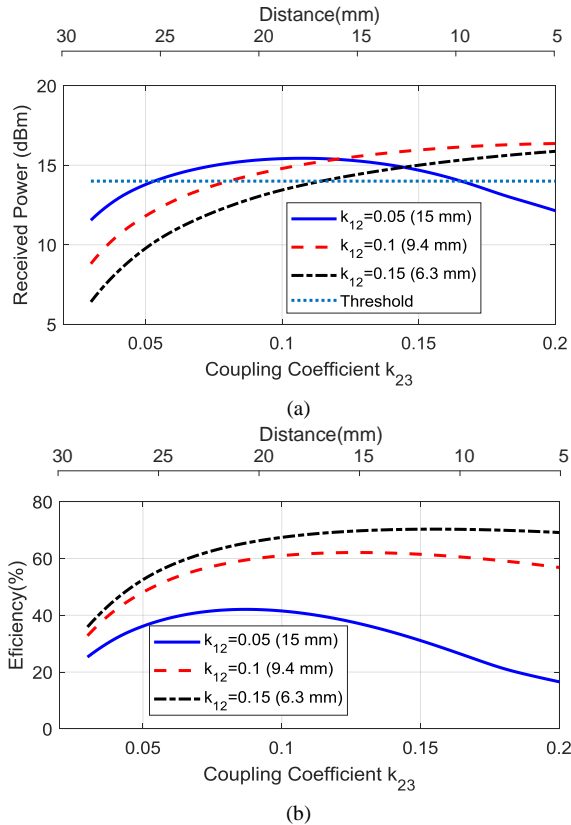 Distance(mm)
30 25 20 15 10 5
20
15
10
5
Received Power (dBm)
k12=0.05 (15 mm)
k12=0.1 (9.4 mm)
k12=0.15 (6.3 mm)
Threshold
0.05 0.1 0.15 0.2
Coupling Coefficient k23
(a)
Distance(mm)
30 25 20 15 10 5
80
60
40
20
0
Eficiency(%)
k12=0.05 (15 mm)
k12=0.1 (9.4 mm)
k12=0.15 (6.3 mm)
0.05 0.1 0.15 0.2
Coupling Coefficient k23
(b)